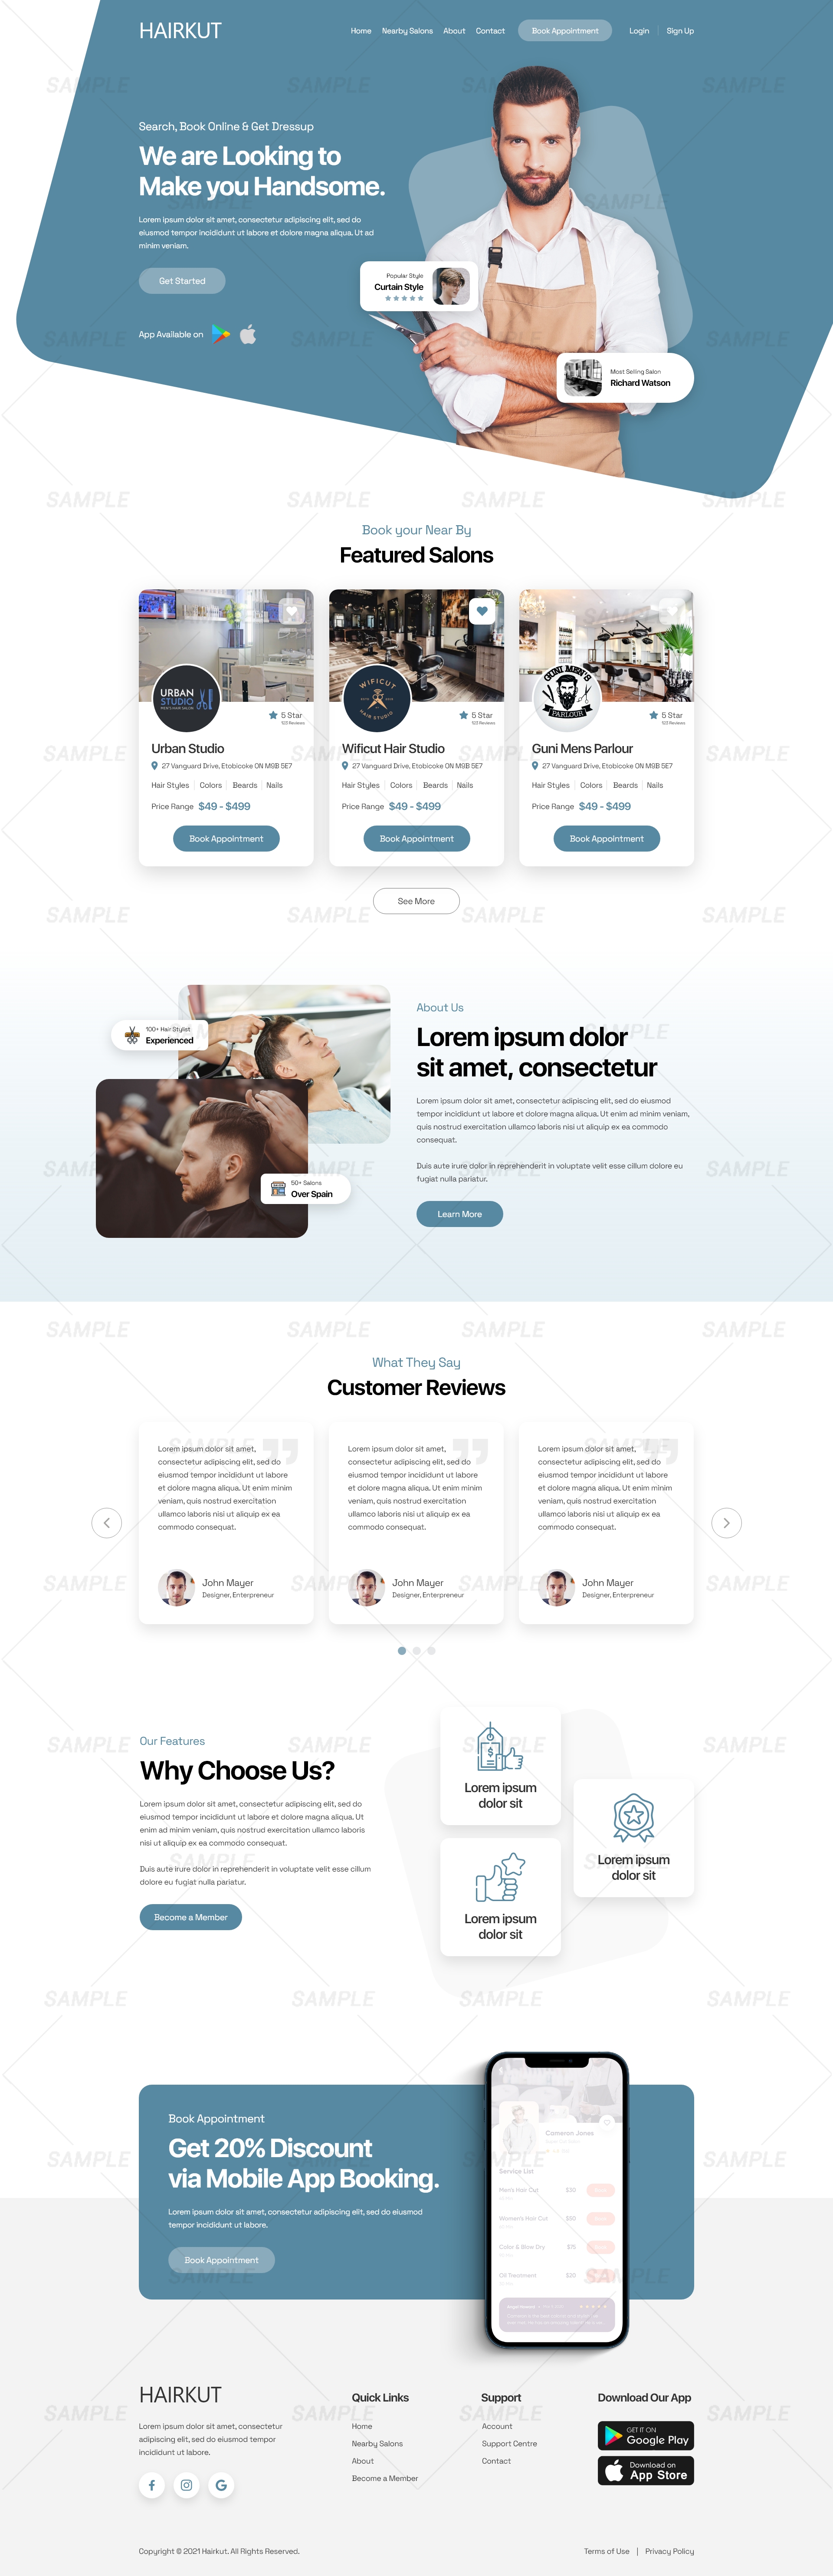 HAIRKUT
Home Nearby Salons About Contact Book Appointment Login Sign Up
Search, Book Online & Get Dressup
We are Looking to
Make you Handsome.
Lorem ipsum dolor sit amet, consectetur adipiscing elit, sed do
eiusmod tempor incididunt ut labore et dolore magna aliqua. Ut ad
minim veniam.
Get Started
App Available on
Popular Style
Curtain Style
Most Selling Salon
Richard Watson
Book your Near By
Featured Salons
URBAN
STUDIO
MEN'S HAIR SALON
5 Star
123 Reviews
Urban Studio
27 Vanguard Drive, Etobicoke ON M9B 5E7
Hair Styles Colors Beards Nails
Price Range $49 - $499
Book Appointment
WIFICUT
HAIR STUDIO
5 Star
123 Reviews
Wificut Hair Studio
27 Vanguard Drive, Etobicoke ON M9B 5E7
Hair Styles Colors Beards Nails
Price Range $49 - $499
Book Appointment
GUNI MEN'S
PARLOUR
5 Star
123 Reviews
Guni Mens Parlour
27 Vanguard Drive, Etobicoke ON M9B 5E7
Hair Styles Colors Beards Nails
Price Range $49 - $499
Book Appointment
See More
100+ Hair Stylist
Experienced
50+ Salons
Over Spain
About Us
Lorem ipsum dolor
sit amet, consectetur
Lorem ipsum dolor sit amet, consectetur adipiscing elit, sed do eiusmod
tempor incididunt ut labore et dolore magna aliqua. Ut enim ad minim veniam,
quis nostrud exercitation ullamco laboris nisi ut aliquip ex ea commodo
consequat.
Duis aute irure dolor in reprehenderit in voluptate velit esse cillum dolore eu
fugiat nulla pariatur.
Learn More
What They Say
Customer Reviews
Lorem ipsum dolor sit amet,
consectetur adipiscing elit, sed do
eiusmod tempor incididunt ut labore
et dolore magna aliqua. Ut enim minim
veniam, quis nostrud exercitation
ullamco laboris nisi ut aliquip ex ea
commodo consequat.
John Mayer
Designer, Enterpreneur
Lorem ipsum dolor sit amet,
consectetur adipiscing elit, sed do
eiusmod tempor incididunt ut labore
et dolore magna aliqua. Ut enim minim
veniam, quis nostrud exercitation
ullamco laboris nisi ut aliquip ex ea
commodo consequat.
John Mayer
Designer, Enterpreneur
Lorem ipsum dolor sit amet,
consectetur adipiscing elit, sed do
eiusmod tempor incididunt ut labore
et dolore magna aliqua. Ut enim minim
veniam, quis nostrud exercitation
ullamco laboris nisi ut aliquip ex ea
commodo consequat.
John Mayer
Designer, Enterpreneur
Our Features
Why Choose Us?
Lorem ipsum dolor sit amet, consectetur adipiscing elit, sed do
eiusmod tempor incididunt ut labore et dolore magna aliqua. Ut
enim ad minim veniam, quis nostrud exercitation ullamco laboris
nisi ut aliquip ex ea commodo consequat.
Duis aute irure dolor in reprehenderit in voluptate velit esse cillum
dolore eu fugiat nulla pariatur.
Become a Member
Lorem ipsum
dolor sit
Lorem ipsum
dolor sit
Lorem ipsum
dolor sit
Book Appointment
Get 20% Discount
via Mobile App Booking.
Lorem ipsum dolor sit amet, consectetur adipiscing elit, sed do eiusmod
tempor incididunt ut labore.
Book Appointment
Cameron Jones
Service List
Men's Hair Cut $30
Women's Hair Cut $50
Color & Blow Dry $75
Oil Treatment $20
HAIRKUT
Lorem ipsum dolor sit amet, consectetur
adipiscing elit, sed do eiusmod tempor
incididunt ut labore.
Quick Links
Home
Nearby Salons
About
Become a Member
Support
Account
Support Centre
Contact
Download Our App
GET IT ON
Google Play
Download on
App Store
Copyright © 2021 Hairkut. All Rights Reserved.
Terms of Use | Privacy Policy
SAMPLE